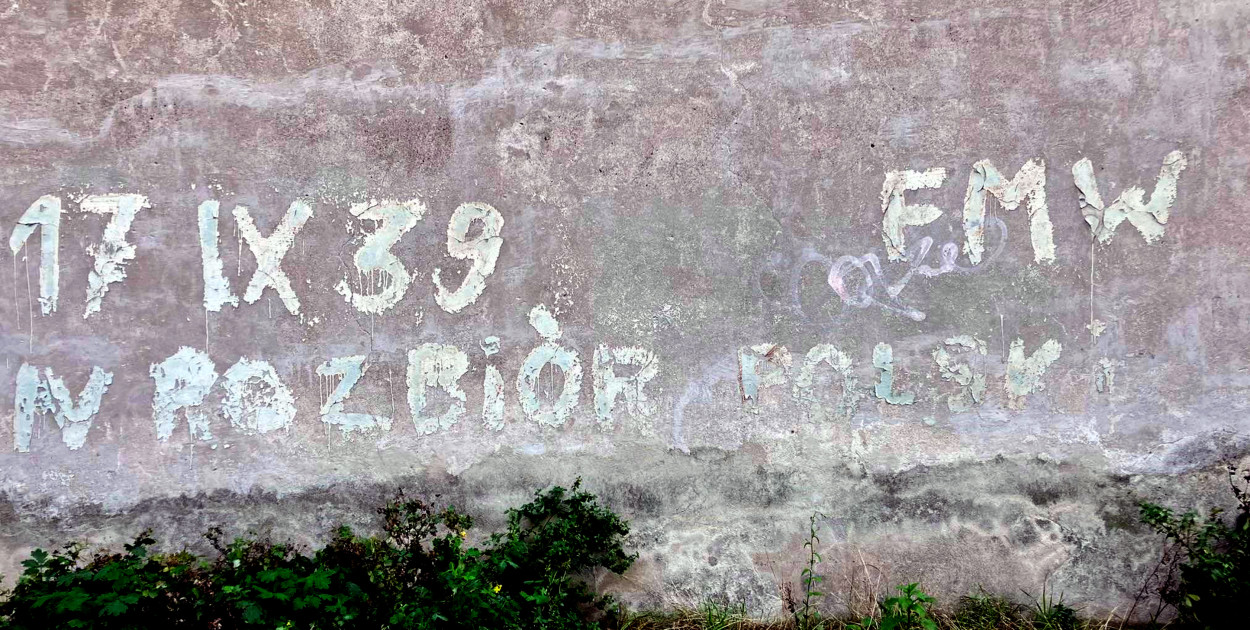 17 IX 39 FMW
IV ROZBIÓR POLSKI